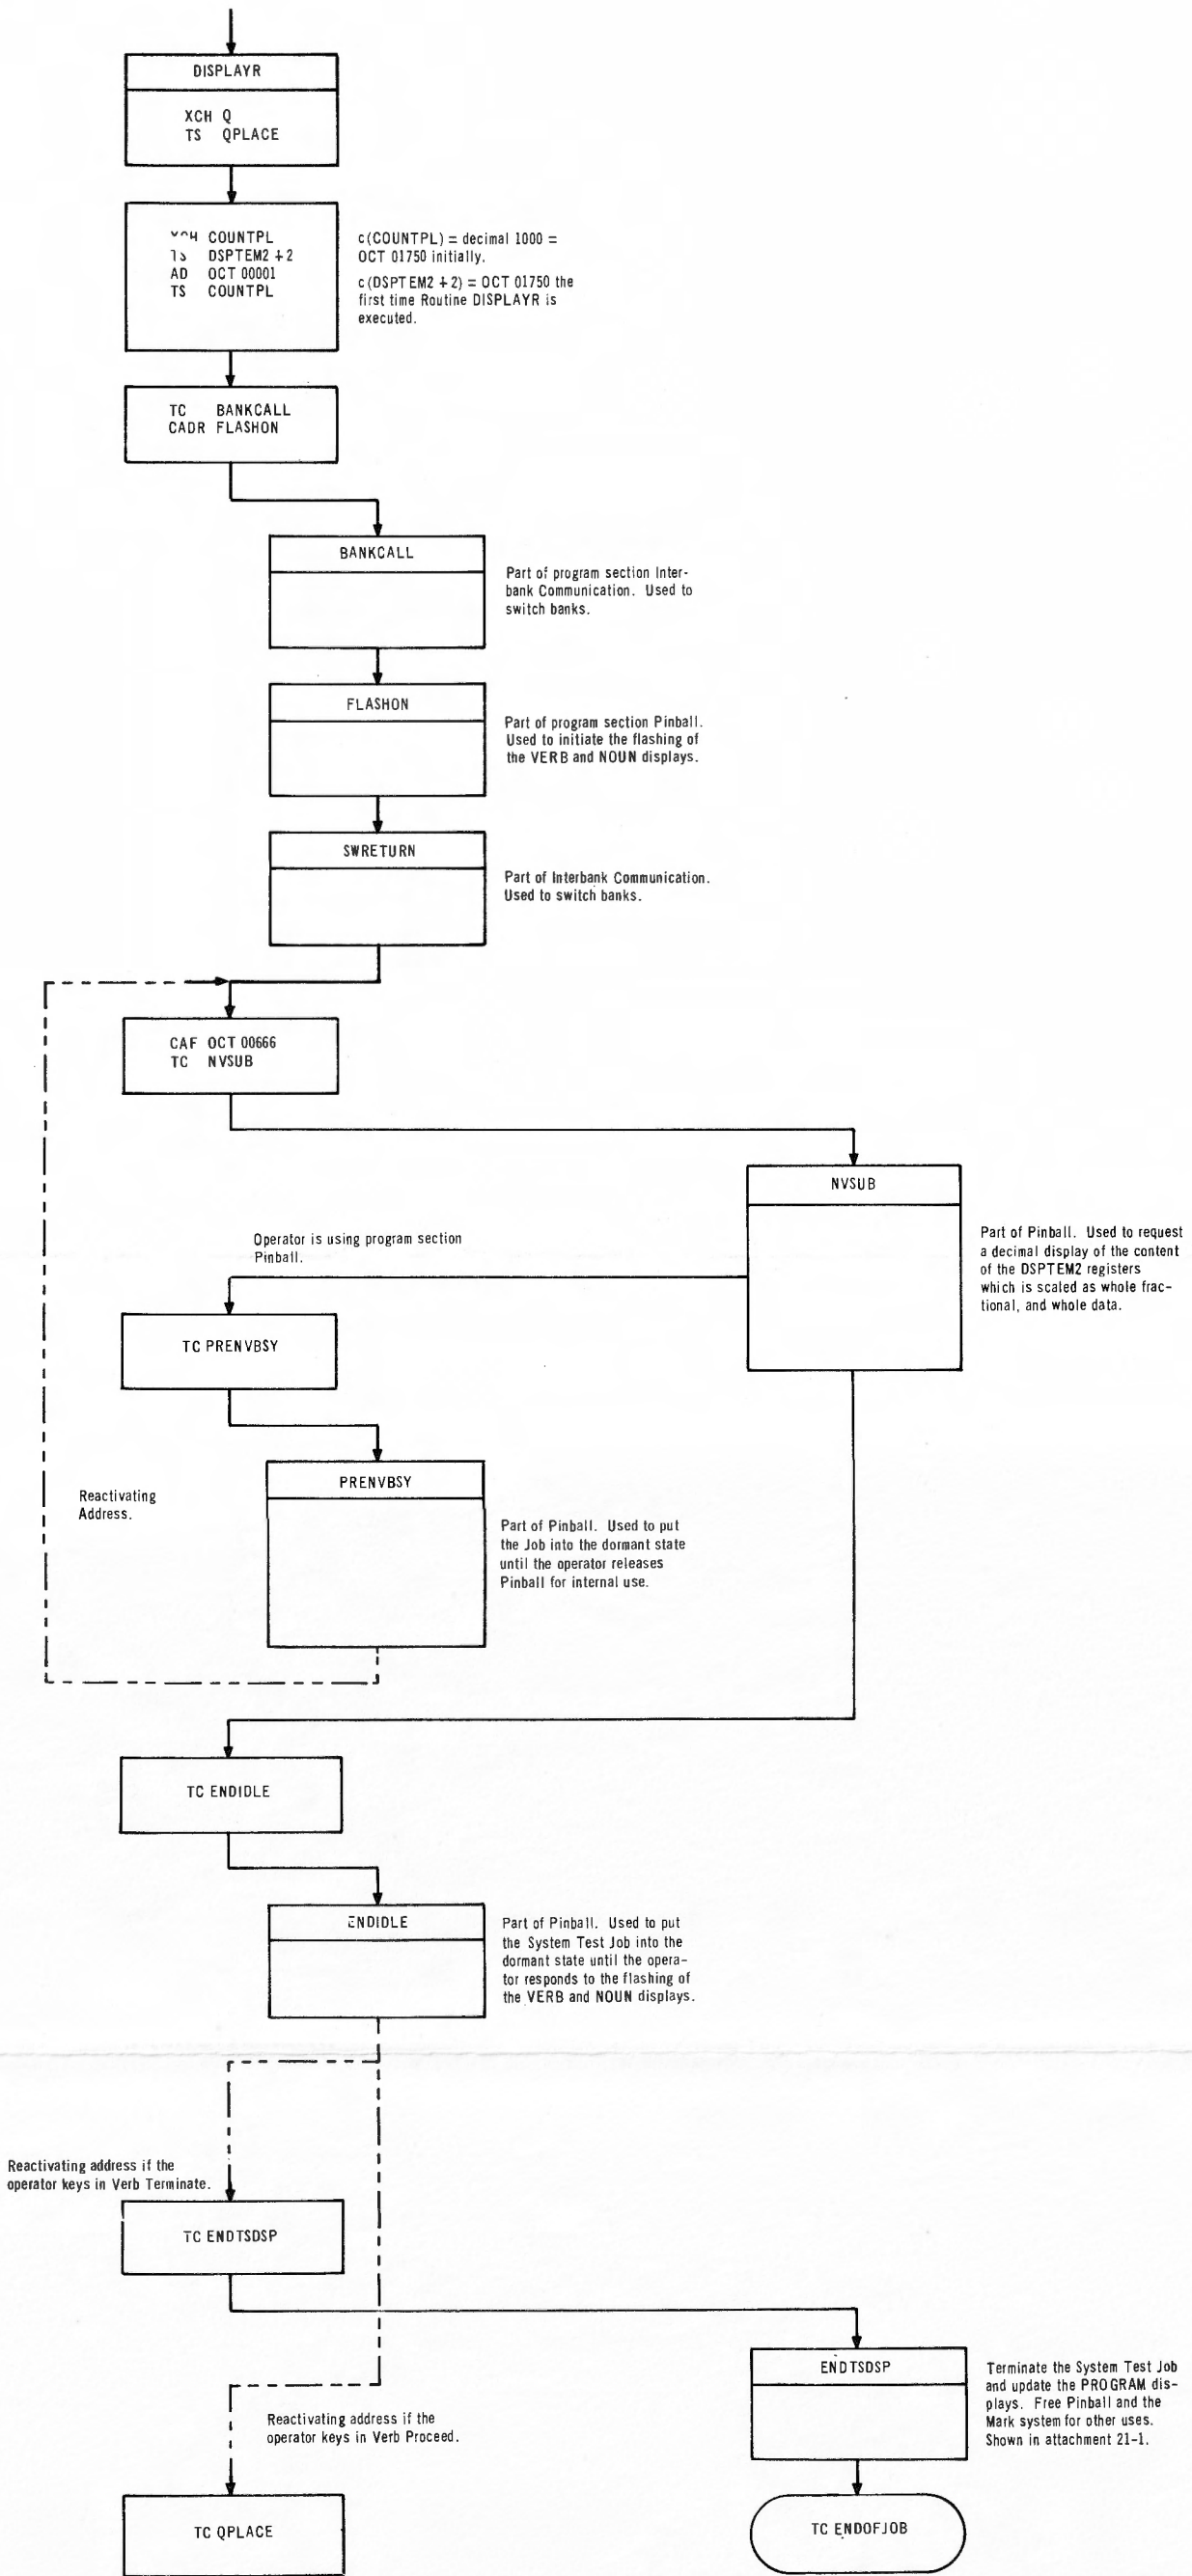 DISPLAYR
XCH Q
TS QPLACE
COUNTPL
TS DSPTEM2 + 2
AD OCT 00001
TS COUNTPL
c(COUNTPL) = decimal 1000 =
OCT 01750 initially.
c(DSPTEM2 + 2) = OCT 01750 the
first time Routine DISPLAYR is
executed.
TC BANKCALL
CADR FLASHON
BANKCALL
Part of program section Inter-
bank Communication. Used to
switch banks.
FLASHON
Part of program section Pinball.
Used to initiate the flashing of
the VERB and NOUN displays.
SWRETURN
Part of Interbank Communication.
Used to switch banks.
CAF OCT 00666
TC NVSUB
NVSUB
Part of Pinball. Used to request
a decimal display of the content
of the DSPTEM2 registers
which is scaled as whole frac-
tional, and whole data.
Operator is using program section
Pinball.
TC PRENVBSY
PRENVBSY
Part of Pinball. Used to put
the Job into the dormant state
until the operator releases
Pinball for internal use.
Reactivating
Address.
TC ENDIDLE
ENDIDLE
Part of Pinball. Used to put
the System Test Job into the
dormant state until the opera-
tor responds to the flashing of
the VERB and NOUN displays.
Reactivating address if the
operator keys in Verb Terminate.
TC ENDTSDSP
ENDTSDSP
Terminate the System Test Job
and update the PROGRAM dis-
plays. Free Pinball and the
Mark system for other uses.
Shown in attachment 21-1.
Reactivating address if the
operator keys in Verb Proceed.
TC QPLACE
TC ENDOFJOB